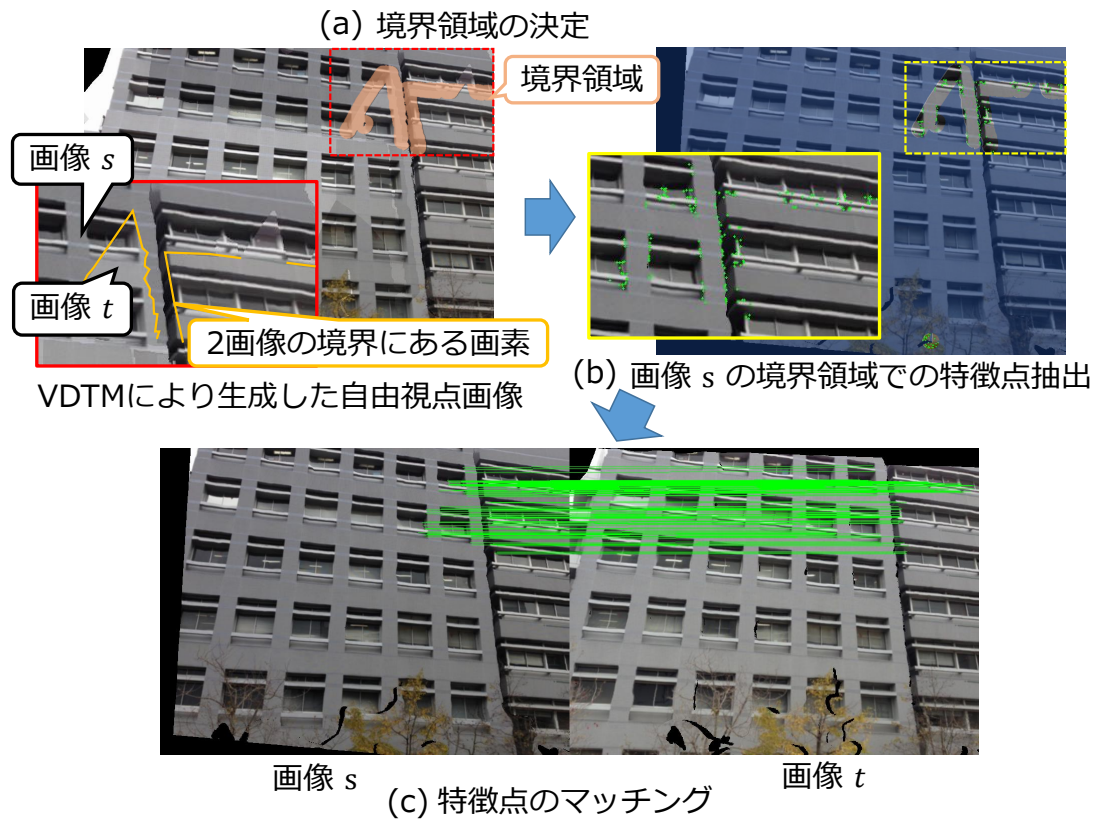 (a) 境界領域の決定
境界領域
画像 s
画像 t
2画像の境界にある画素
VDTMにより生成した自由視点画像
(b) 画像 s の境界領域での特徴点抽出
画像 s
画像 t
(c) 特徴点のマッチング